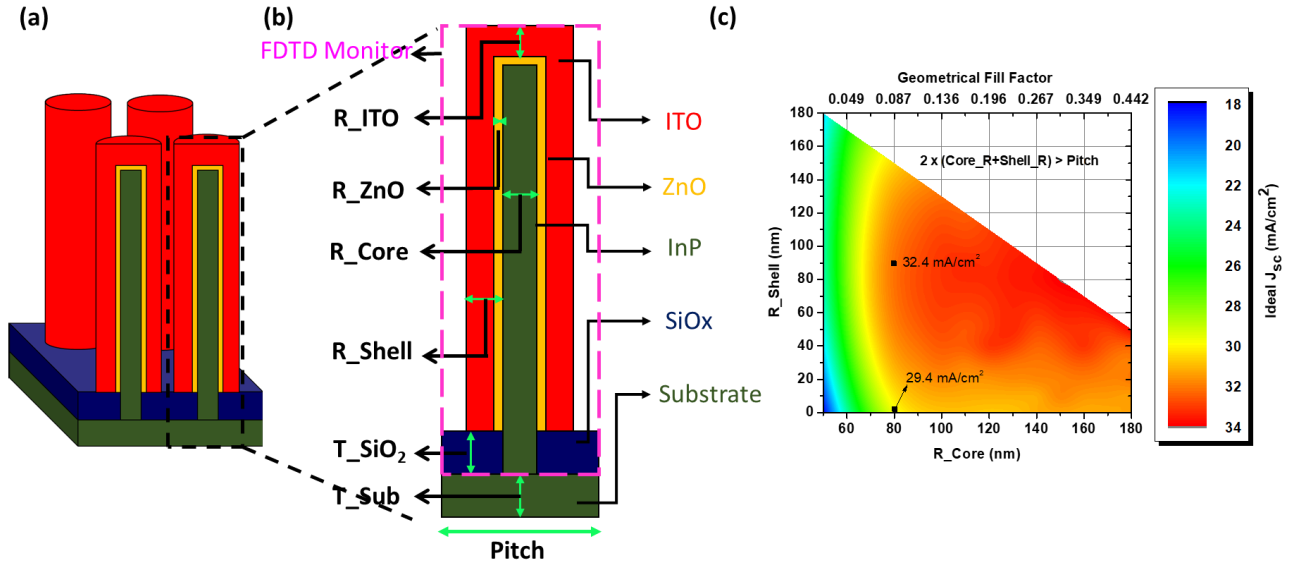 (a)
(b)
FDTD Monitor
R_ITO
R_ZnO
R_Core
R_Shell
T_SiO₂
T_Sub
Pitch
ITO
ZnO
InP
SiOx
Substrate
(c)
Geometrical Fill Factor
0.049 0.087 0.136 0.196 0.267 0.349 0.442
180
160
140
120
100
80
60
40
20
0
R_Shell (nm)
2 x (Core_R+Shell_R) > Pitch
32.4 mA/cm²
29.4 mA/cm²
60 80 100 120 140 160 180
R_Core (nm)
18
20
22
24
26
28
30
32
34
Ideal J_SC (mA/cm²)